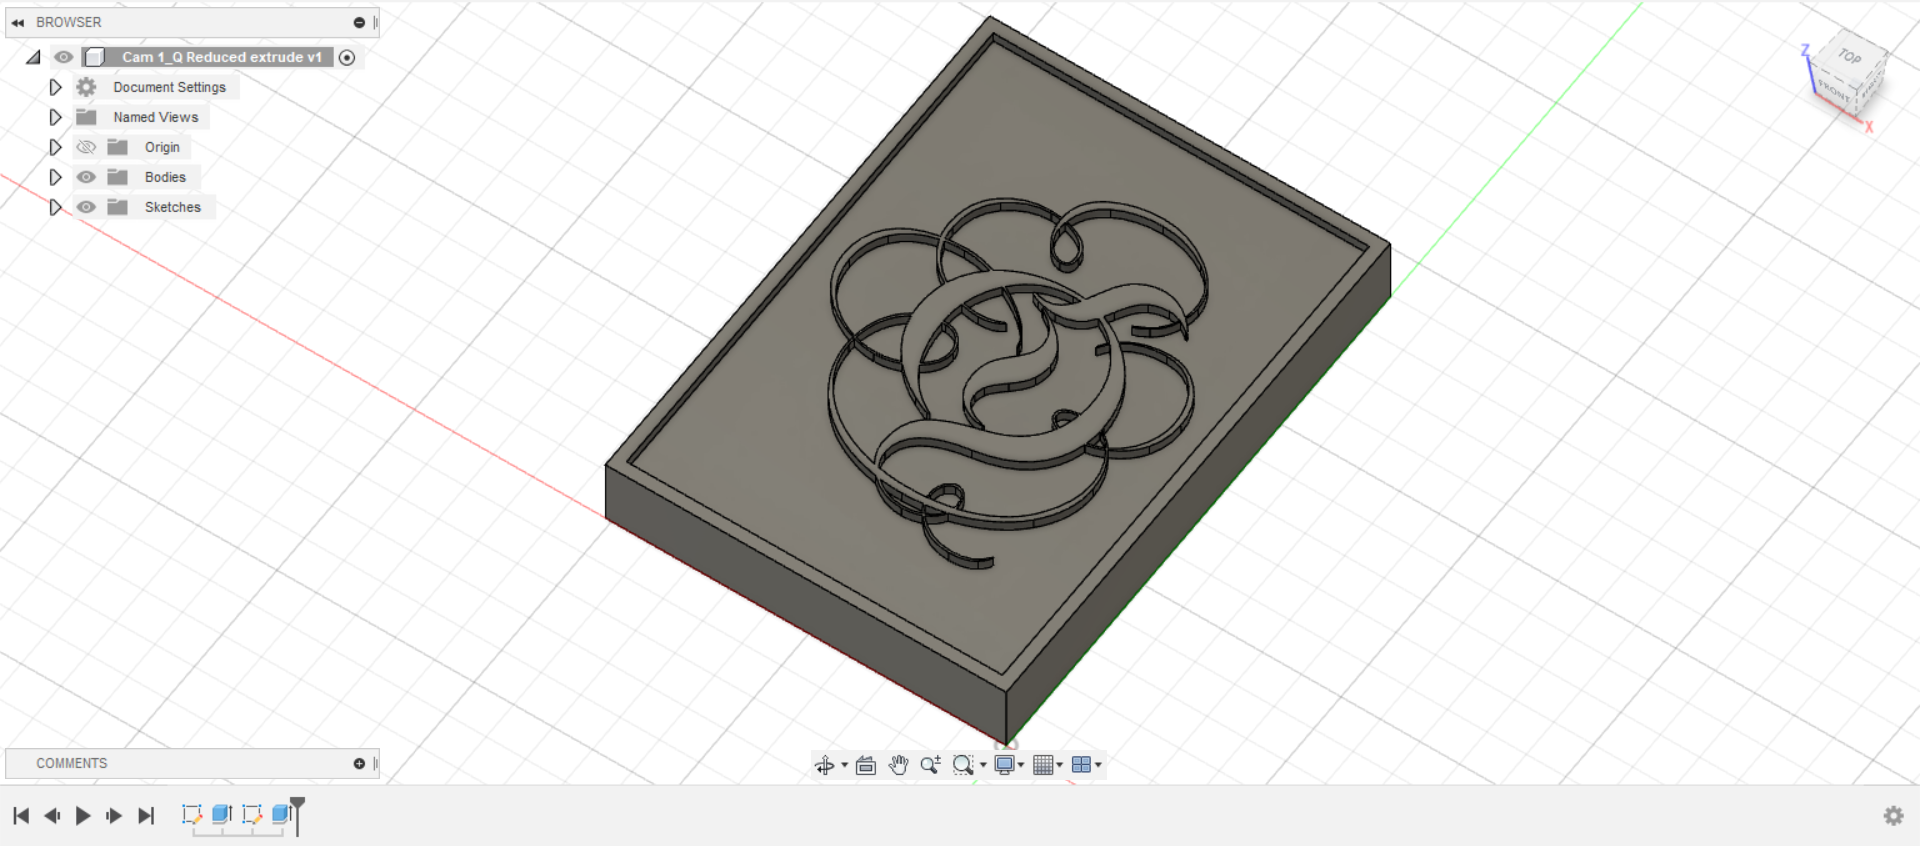 BROWSER
Cam 1_Q Reduced extrude v1
Document Settings
Named Views
Origin
Bodies
Sketches
Z
TOP
FRONT
X
COMMENTS